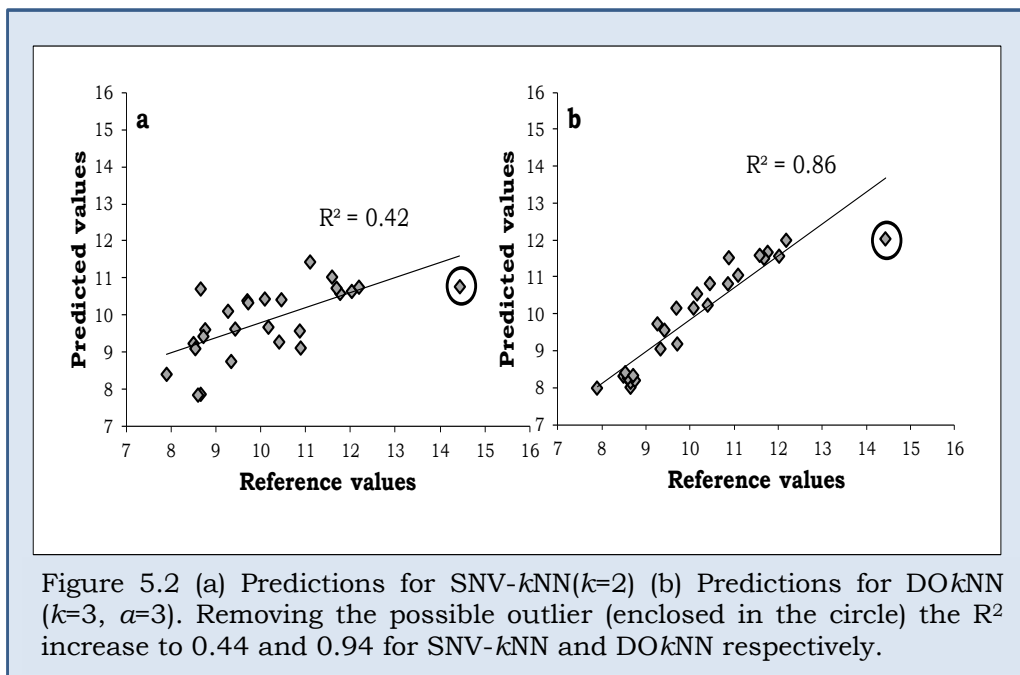 a
16
15
14
13
12
11
10
9
8
7
Predicted values
R² = 0.42
7 8 9 10 11 12 13 14 15 16
Reference values
b
16
15
14
13
12
11
10
9
8
7
Predicted values
R² = 0.86
7 8 9 10 11 12 13 14 15 16
Reference values
Figure 5.2 (a) Predictions for SNV-kNN(k=2) (b) Predictions for DOkNN
(k=3, a=3). Removing the possible outlier (enclosed in the circle) the R²
increase to 0.44 and 0.94 for SNV-kNN and DOkNN respectively.